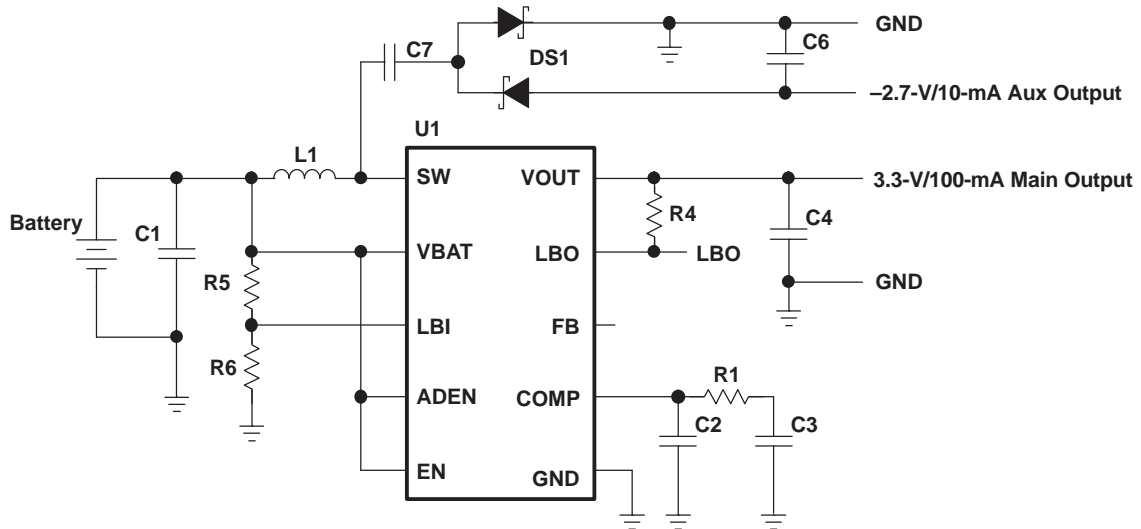 GND
C7
C6
DS1
–2.7-V/10-mA Aux Output
U1
L1
SW
VOUT
3.3-V/100-mA Main Output
R4
C4
Battery
C1
VBAT
LBO
LBO
R5
GND
LBI
FB
R6
R1
ADEN
COMP
C2
C3
EN
GND